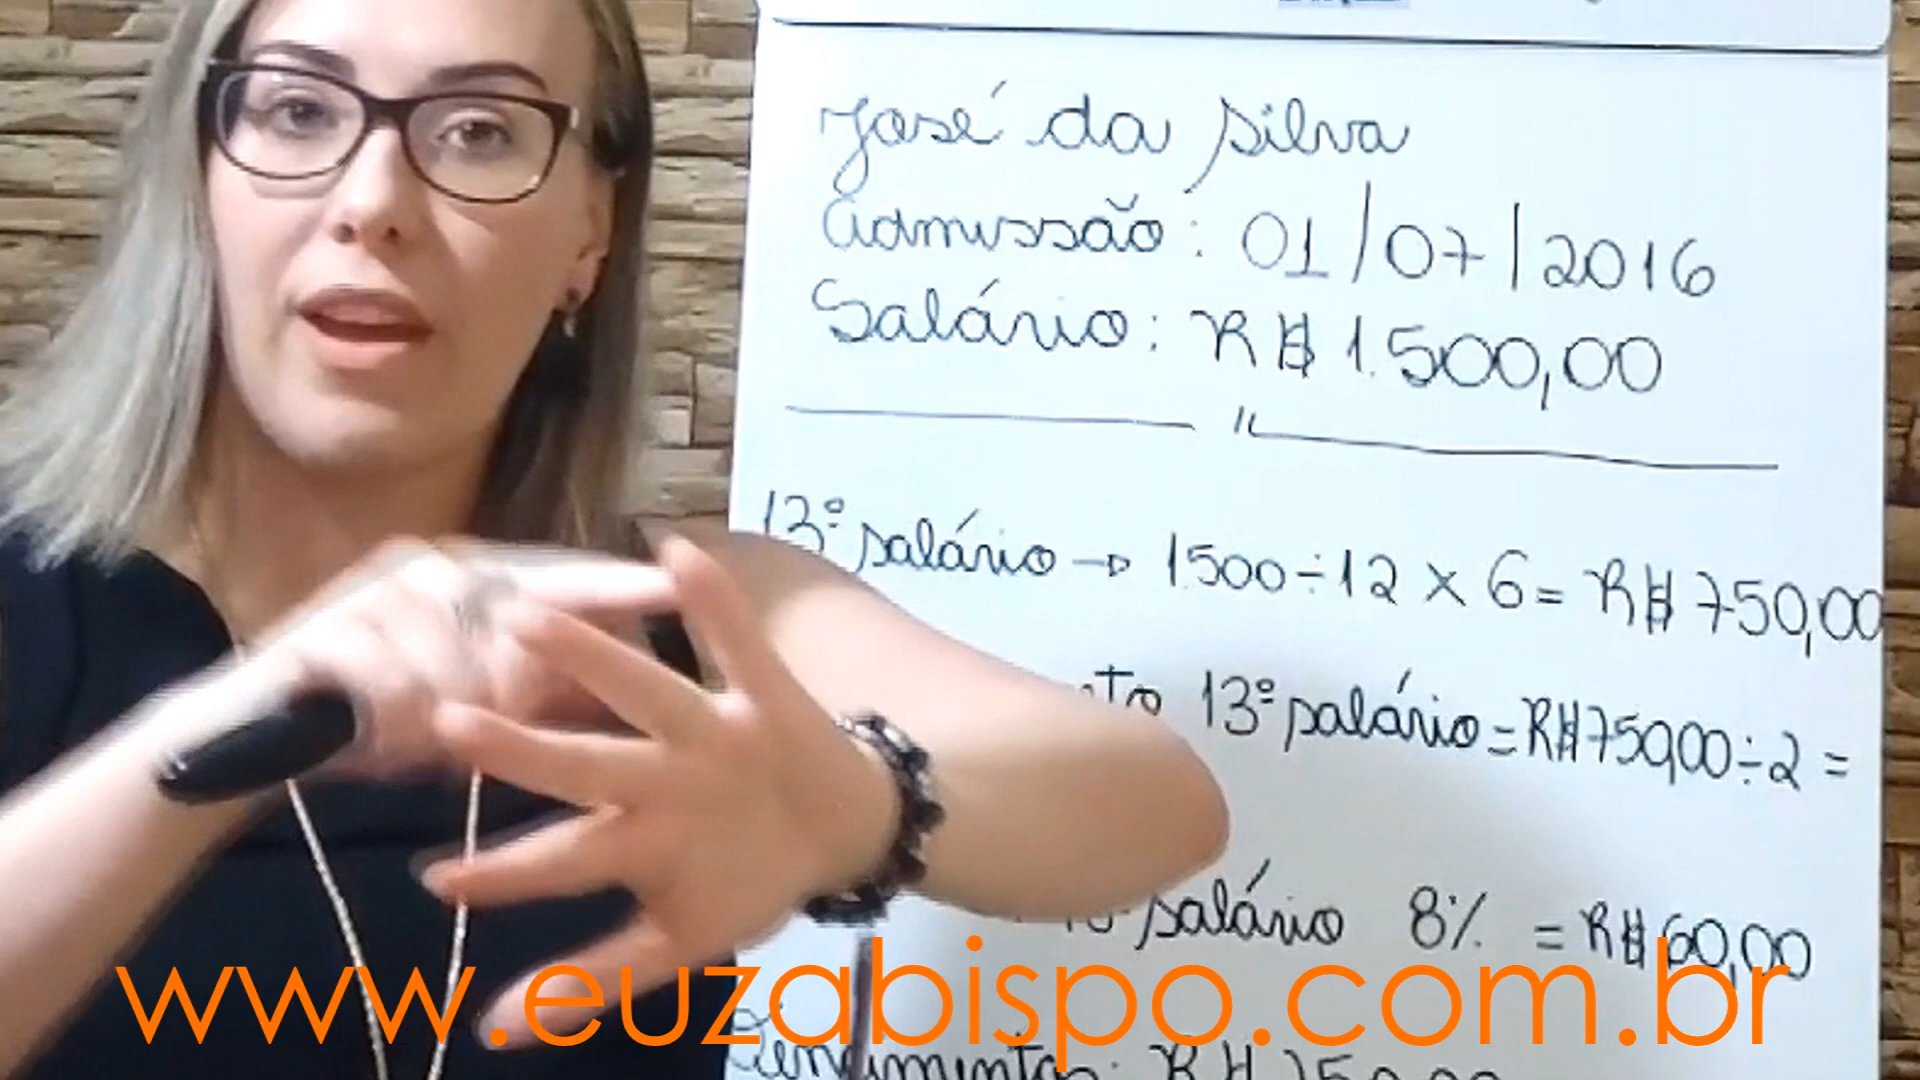 José da Silva
Admissão: 01/07/2016
Salário: R$ 1.500,00
13º salário → 1500÷12 x 6= R$ 750,00
13º salário=R$750,00÷2 =
salário 8% = R$ 60,00
www.euzabispo.com.br